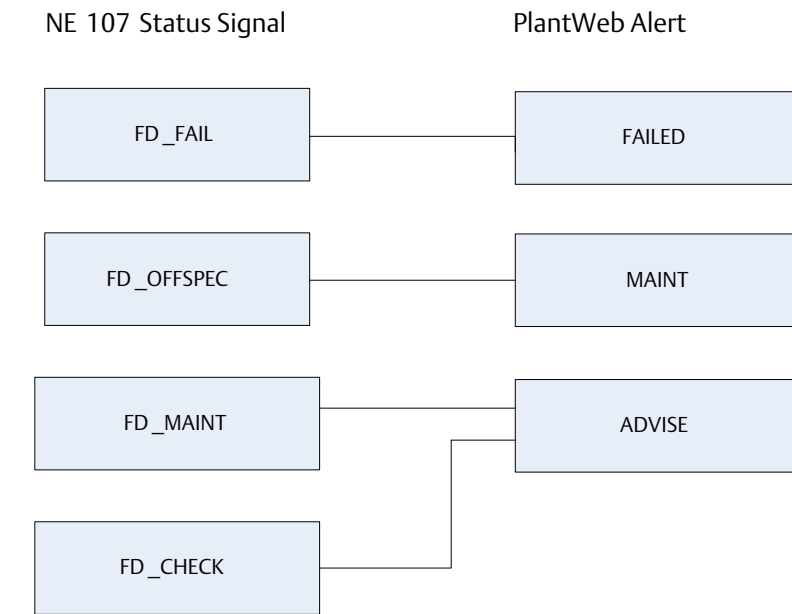 NE 107 Status Signal PlantWeb Alert
FD_FAIL FAILED
FD_OFFSPEC MAINT
FD_MAINT ADVISE
FD_CHECK